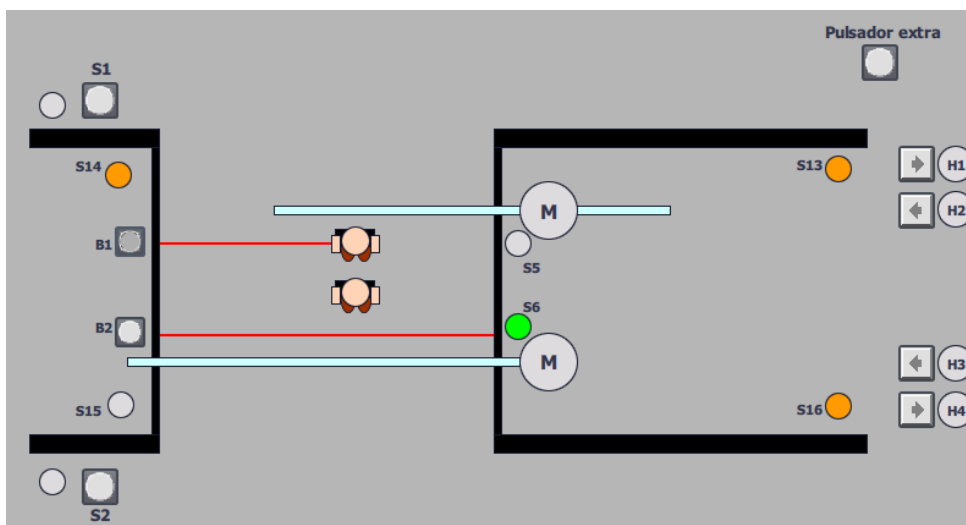 Pulsador extra
S1
S14
S13
H1
H2
M
B1
S5
S6
B2
M
H3
S15
S16
H4
S2